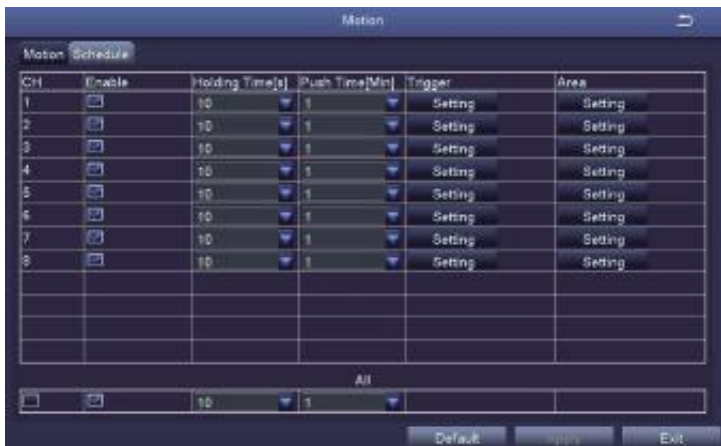 Motion
Motion Schedule
CH Enable Holding Time[s] Push Time[Min] Trigger Area
1 10 1 Setting Setting
2 10 1 Setting Setting
3 10 1 Setting Setting
4 10 1 Setting Setting
5 10 1 Setting Setting
6 10 1 Setting Setting
7 10 1 Setting Setting
8 10 1 Setting Setting
All
10 1
Default Apply Exit